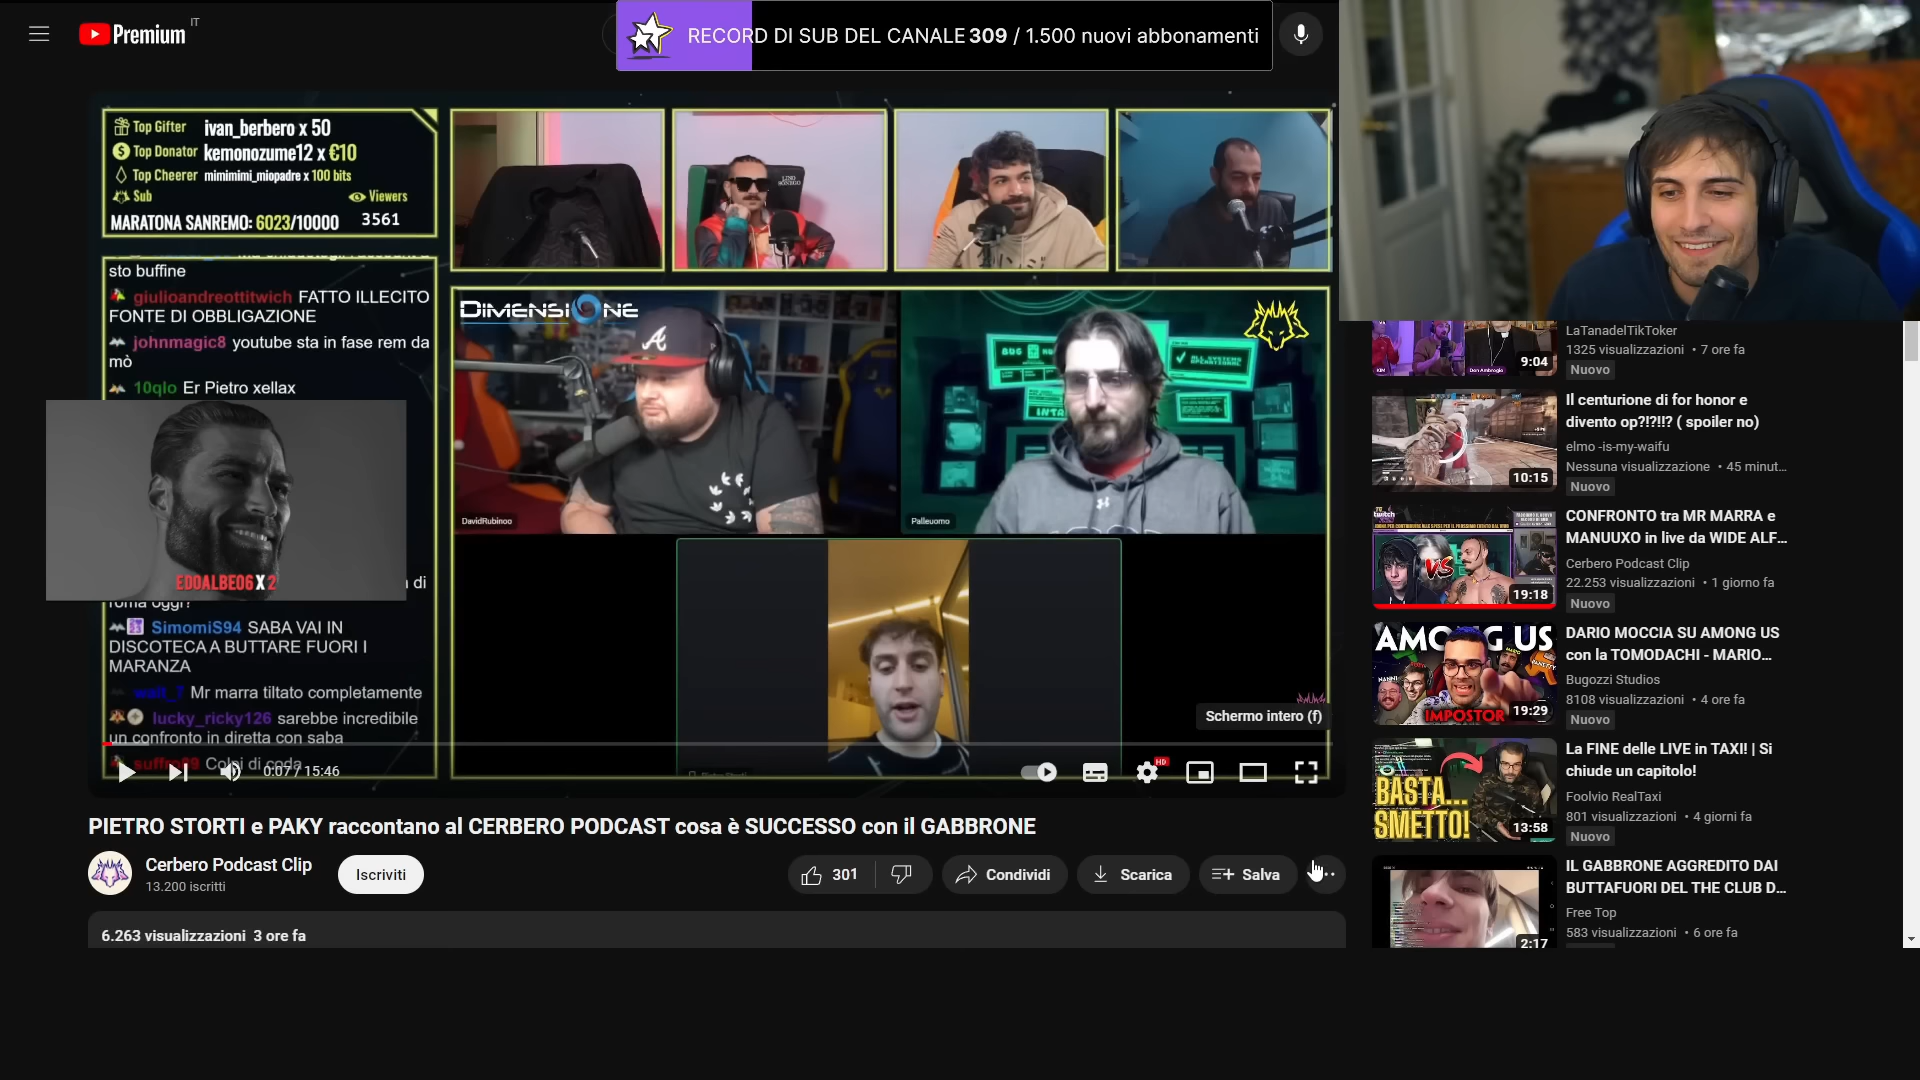 Premium IT
RECORD DI SUB DEL CANALE 309 / 1.500 nuovi abbonamenti
Top Gifter ivan_berbero x 50
Top Donator kemonozume12 x €10
Top Cheerer mimimimi_miopadre x 100 bits
Sub Viewers
MARATONA SANREMO: 6023/10000 3561
sto buffine
giulioandreottitwich FATTO ILLECITO
FONTE DI OBBLIGAZIONE
johnmagic8 youtube sta in fase rem da
mò
10qlo Er Pietro xellax
EDOALBE06 X 2
di
roma oggi?
SimomiS94 SABA VAI IN
DISCOTECA A BUTTARE FUORI I
MARANZA
wait_7 Mr marra tiltato completamente
lucky_ricky126 sarebbe incredibile
un confronto in diretta con saba
Colpi di coda
DIMENSIONE
DavidRubinoo
Palleuomo
Schermo intero (f)
0:07 / 15:46
HD
PIETRO STORTI e PAKY raccontano al CERBERO PODCAST cosa è SUCCESSO con il GABBRONE
Cerbero Podcast Clip
13.200 iscritti
Iscriviti
301
Condividi
Scarica
Salva
6.263 visualizzazioni 3 ore fa
LaTanadelTikToker
1325 visualizzazioni • 7 ore fa
Nuovo
9:04
Il centurione di for honor e
divento op?!?!!? ( spoiler no)
elmo -is-my-waifu
Nessuna visualizzazione • 45 minut...
Nuovo
10:15
CONFRONTO tra MR MARRA e
MANUUXO in live da WIDE ALF...
Cerbero Podcast Clip
22.253 visualizzazioni • 1 giorno fa
Nuovo
VS
19:18
AMONG US
IMPOSTOR
19:29
DARIO MOCCIA SU AMONG US
con la TOMODACHI - MARIO...
Bugozzi Studios
8108 visualizzazioni • 4 ore fa
Nuovo
BASTA...
SMETTO!
13:58
La FINE delle LIVE in TAXI! | Si
chiude un capitolo!
Foolvio RealTaxi
801 visualizzazioni • 4 giorni fa
Nuovo
IL GABBRONE AGGREDITO DAI
BUTTAFUORI DEL THE CLUB D...
Free Top
583 visualizzazioni • 6 ore fa
2:17